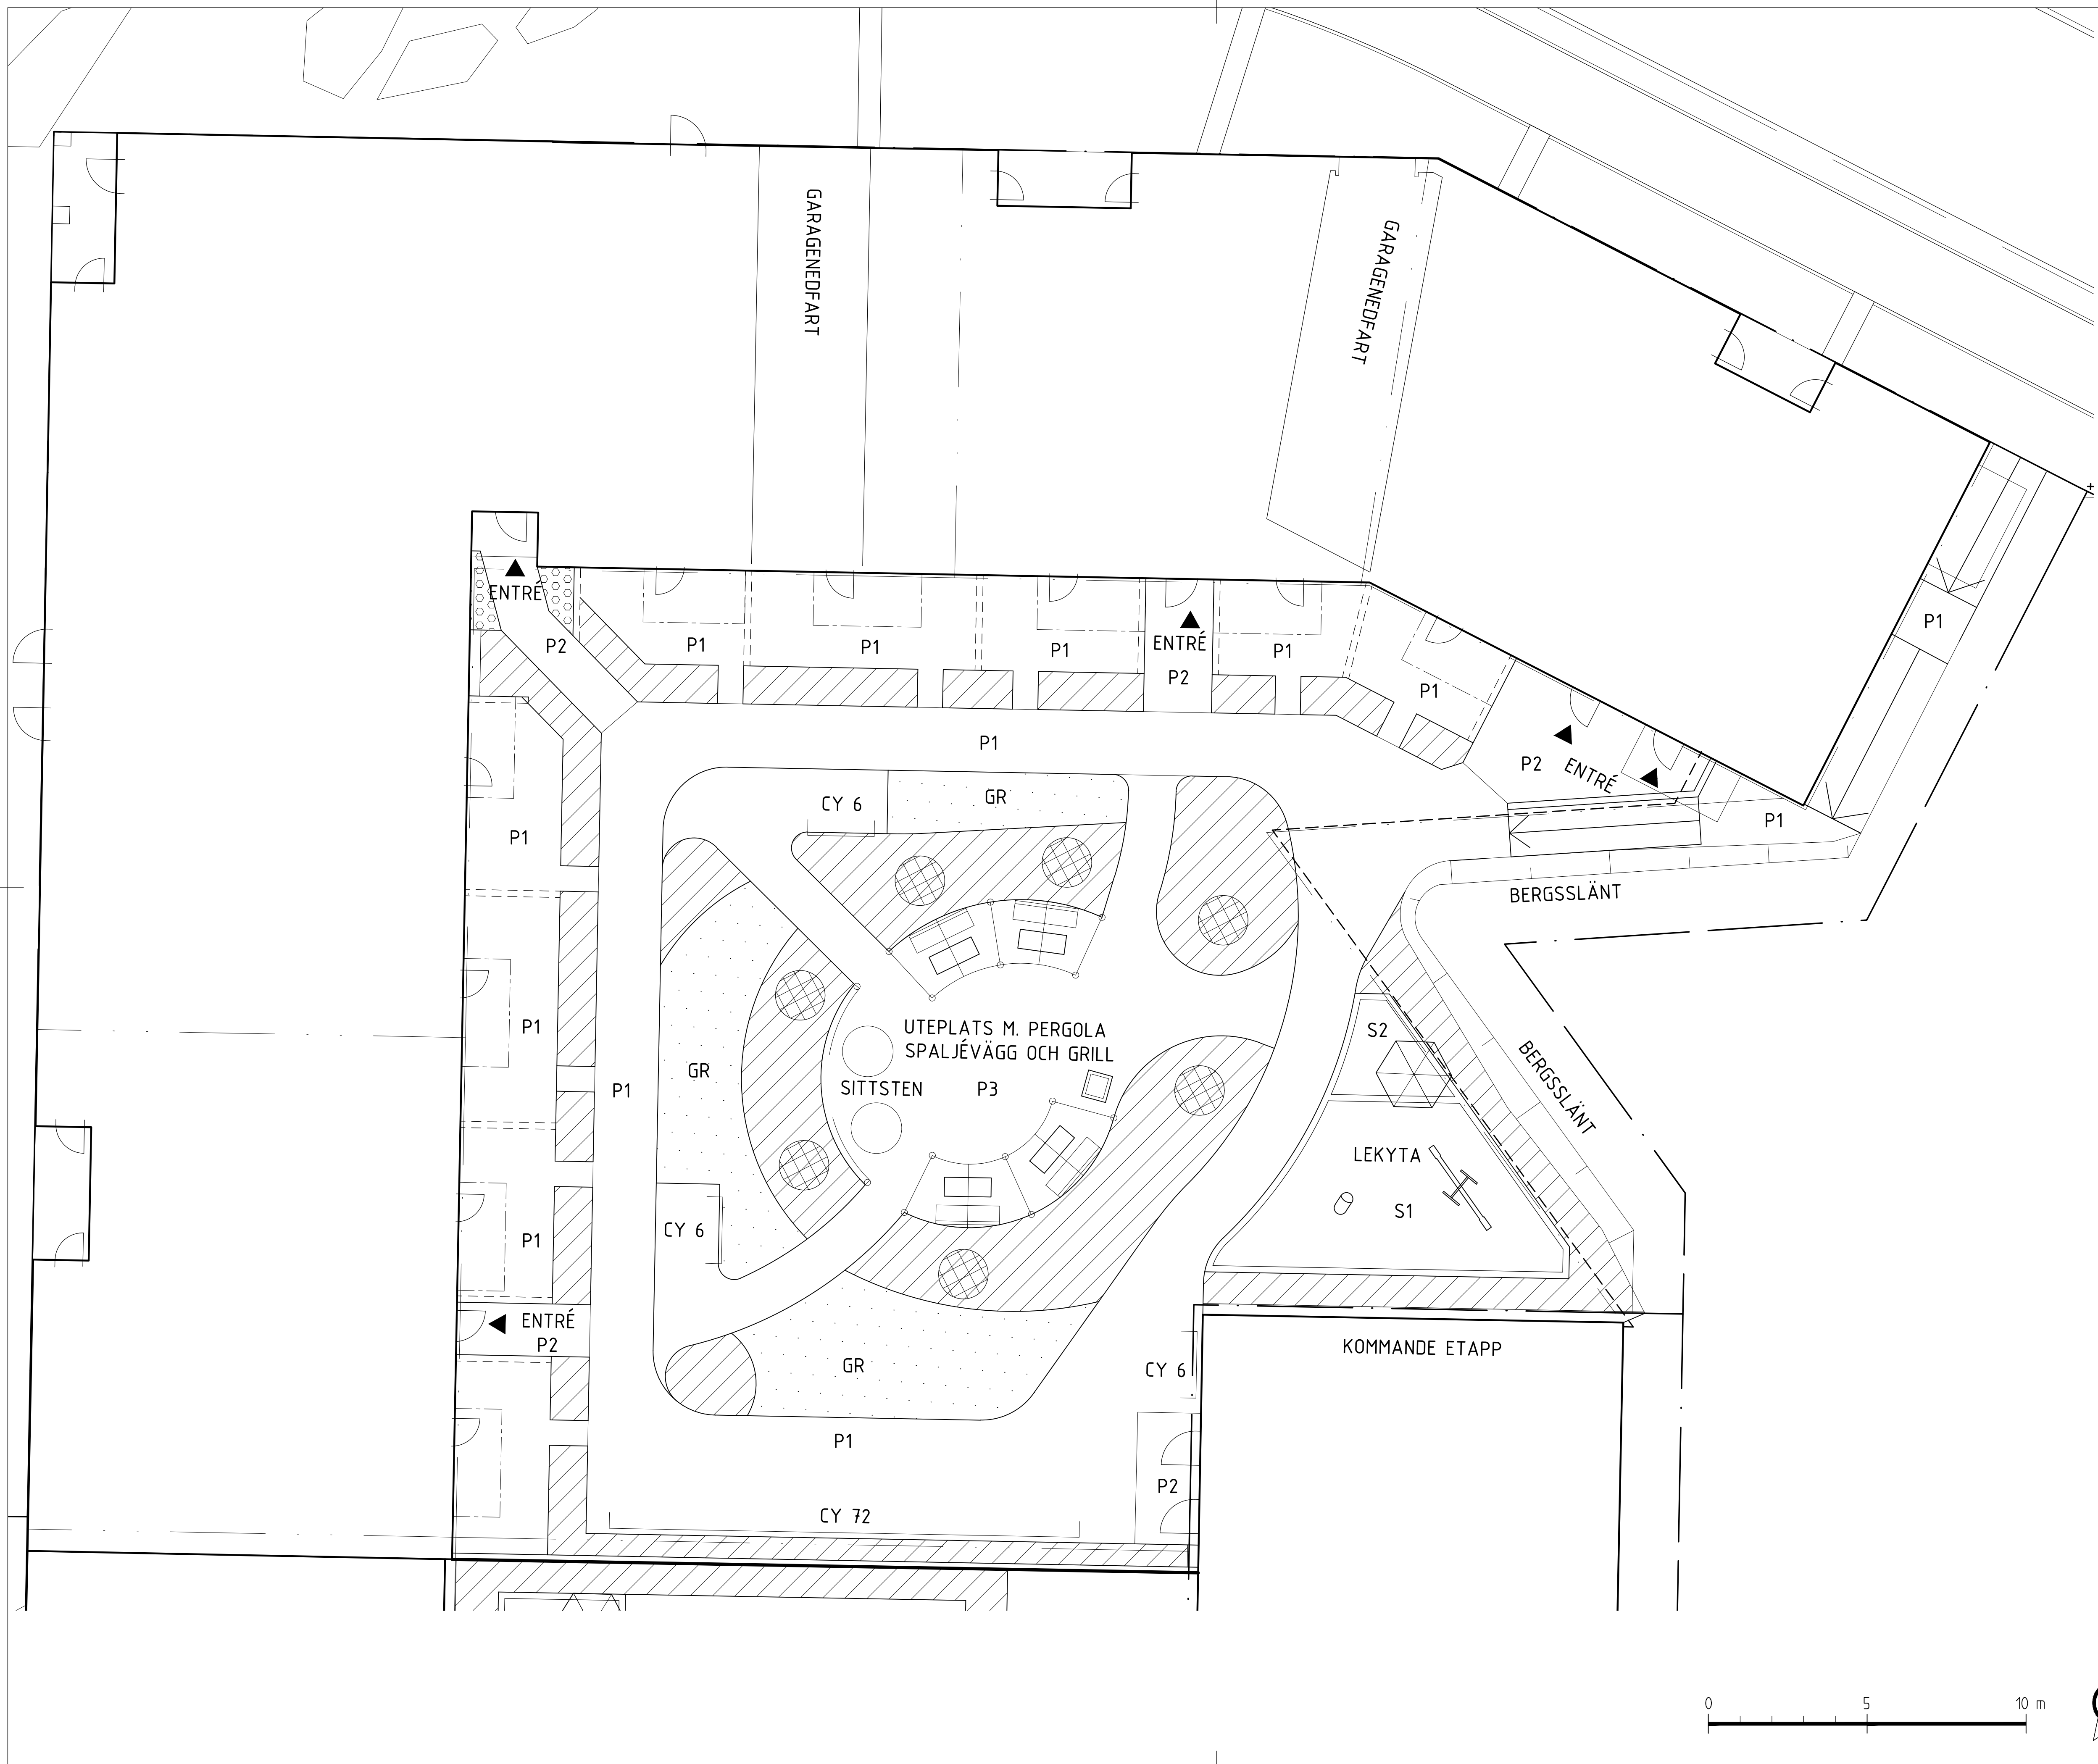 GARAGENEDFART
GARAGENEDFART
ENTRÉ
P2
P1
P1
P1
ENTRÉ
P2
P1
P1
P1
P2
ENTRÉ
P1
P1
CY 6
GR
P1
BERGSSLÄNT
P1
UTEPLATS M. PERGOLA
SPALJÉVÄGG OCH GRILL
SITTSTEN
P3
S2
BERGSSLÄNT
GR
P1
LEKYTA
S1
P1
CY 6
ENTRÉ
P2
KOMMANDE ETAPP
GR
CY 6
P1
P2
CY 72
0
5
10 m